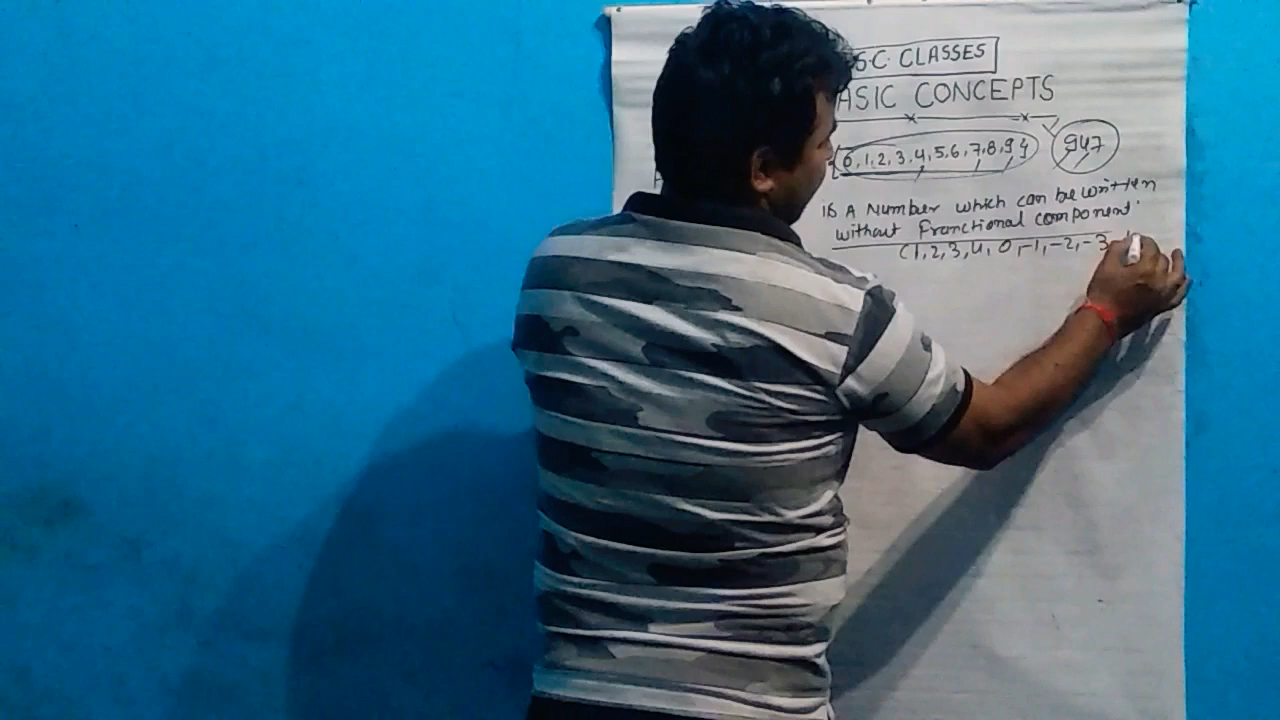 S.C. CLASSES
ASIC CONCEPTS
0, 1, 2, 3, 4, 5, 6, 7, 8, 9 }
947
is A Number which can be written
without Franctional component.
(1, 2, 3, 4, 0, -1, -2, -3